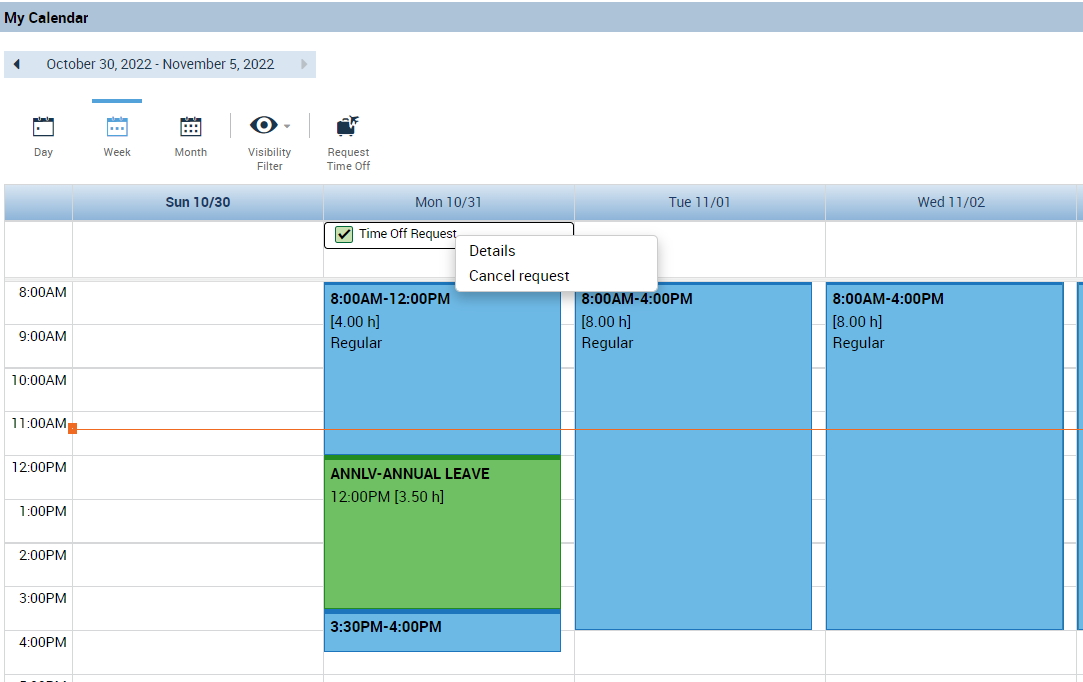 My Calendar
October 30, 2022 - November 5, 2022
Day
Week
Month
Visibility
Filter
Request
Time Off
Sun 10/30
Mon 10/31
Tue 11/01
Wed 11/02
Time Off Request
Details
Cancel request
8:00AM
9:00AM
10:00AM
11:00AM
12:00PM
1:00PM
2:00PM
3:00PM
4:00PM
8:00AM-12:00PM
[4.00 h]
Regular
ANNLV-ANNUAL LEAVE
12:00PM [3.50 h]
3:30PM-4:00PM
8:00AM-4:00PM
[8.00 h]
Regular
8:00AM-4:00PM
[8.00 h]
Regular